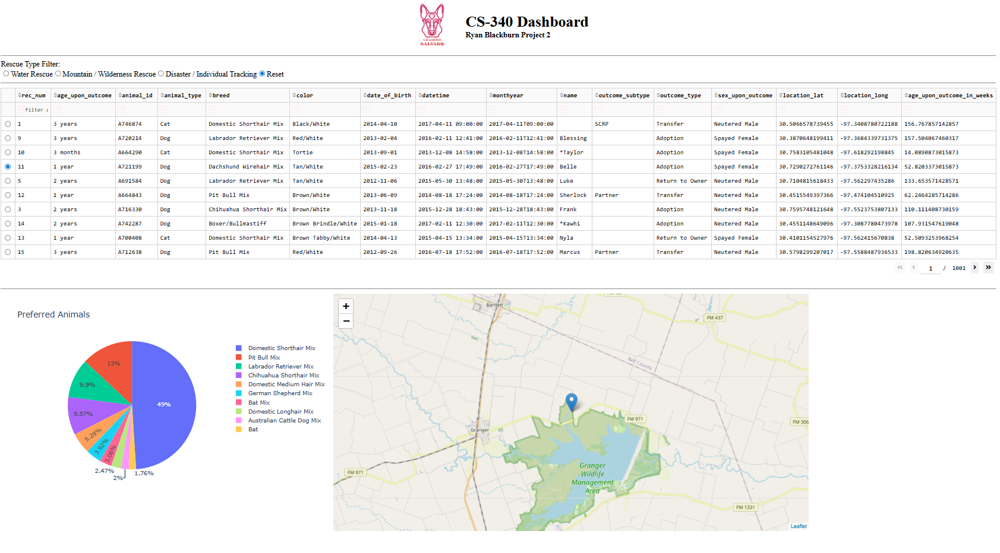 GRAZIOSO
SALVARE
CS-340 Dashboard
Ryan Blackburn Project 2
Rescue Type Filter:
Water Rescue Mountain / Wilderness Rescue Disaster / Individual Tracking Reset
rec_num age_upon_outcome animal_id animal_type breed color date_of_birth datetime monthyear name outcome_subtype outcome_type sex_upon_outcome location_lat location_long age_upon_outcome_in_weeks
filter
1 3 years A746874 Cat Domestic Shorthair Mix Black/White 2014-04-10 2017-04-11 09:00:00 2017-04-11T09:00:00 SCRP Transfer Neutered Male 30.5066578739455 -97.3408780722188 156.767857142857
9 3 years A720214 Dog Labrador Retriever Mix Red/White 2013-02-04 2016-02-11 12:41:00 2016-02-11T12:41:00 Blessing Adoption Spayed Female 30.3870648199411 -97.3684339731375 157.504067460317
10 3 months A664290 Cat Domestic Shorthair Mix Tortie 2013-09-01 2013-12-08 14:58:00 2013-12-08T14:58:00 *Taylor Adoption Spayed Female 30.7583105481048 -97.618292198845 14.0890873015873
11 1 year A721199 Dog Dachshund Wirehair Mix Tan/White 2015-02-23 2016-02-27 17:49:00 2016-02-27T17:49:00 Belle Adoption Spayed Female 30.7290272761146 -97.3753328216134 52.8203373015873
5 2 years A691584 Dog Labrador Retriever Mix Tan/White 2012-11-06 2015-05-30 13:48:00 2015-05-30T13:48:00 Luke Return to Owner Neutered Male 30.7104815618433 -97.562297435286 133.653571428571
12 1 year A664843 Dog Pit Bull Mix Brown/White 2013-06-09 2014-08-18 17:24:00 2014-08-18T17:24:00 Sherlock Partner Transfer Neutered Male 30.4515549397366 -97.474104510925 62.2464285714286
3 2 years A716330 Dog Chihuahua Shorthair Mix Brown/White 2013-11-18 2015-12-28 18:43:00 2015-12-28T18:43:00 Frank Adoption Neutered Male 30.7595748121648 -97.5523753807133 110.111408730159
14 2 years A742287 Dog Boxer/Bullmastiff Brown Brindle/White 2015-01-18 2017-02-11 12:30:00 2017-02-11T12:30:00 *Kawhi Adoption Neutered Male 30.4551148649096 -97.3087780473978 107.931547619048
13 1 year A700408 Cat Domestic Shorthair Mix Brown Tabby/White 2014-04-13 2015-04-15 13:34:00 2015-04-15T13:34:00 Nyla Return to Owner Spayed Female 30.4101154527976 -97.562415670838 52.5093253968254
15 3 years A712638 Dog Pit Bull Mix Red/White 2012-09-26 2016-07-18 17:52:00 2016-07-18T17:52:00 Marcus Partner Transfer Neutered Male 30.5798299207017 -97.5588487936533 198.820634920635
1 / 1001
Preferred Animals
49%
13%
9.9%
9.57%
5.28%
3.92%
3.06%
2.47%
2%
1.76%
Domestic Shorthair Mix
Pit Bull Mix
Labrador Retriever Mix
Chihuahua Shorthair Mix
Domestic Medium Hair Mix
German Shepherd Mix
Bat Mix
Domestic Longhair Mix
Australian Cattle Dog Mix
Bat
+
−
Bartlett
FM 437
Bell County
FM 971
FM 306
Granger
Granger
Wildlife
Management
Area
FM 971
FM 1331
Leaflet